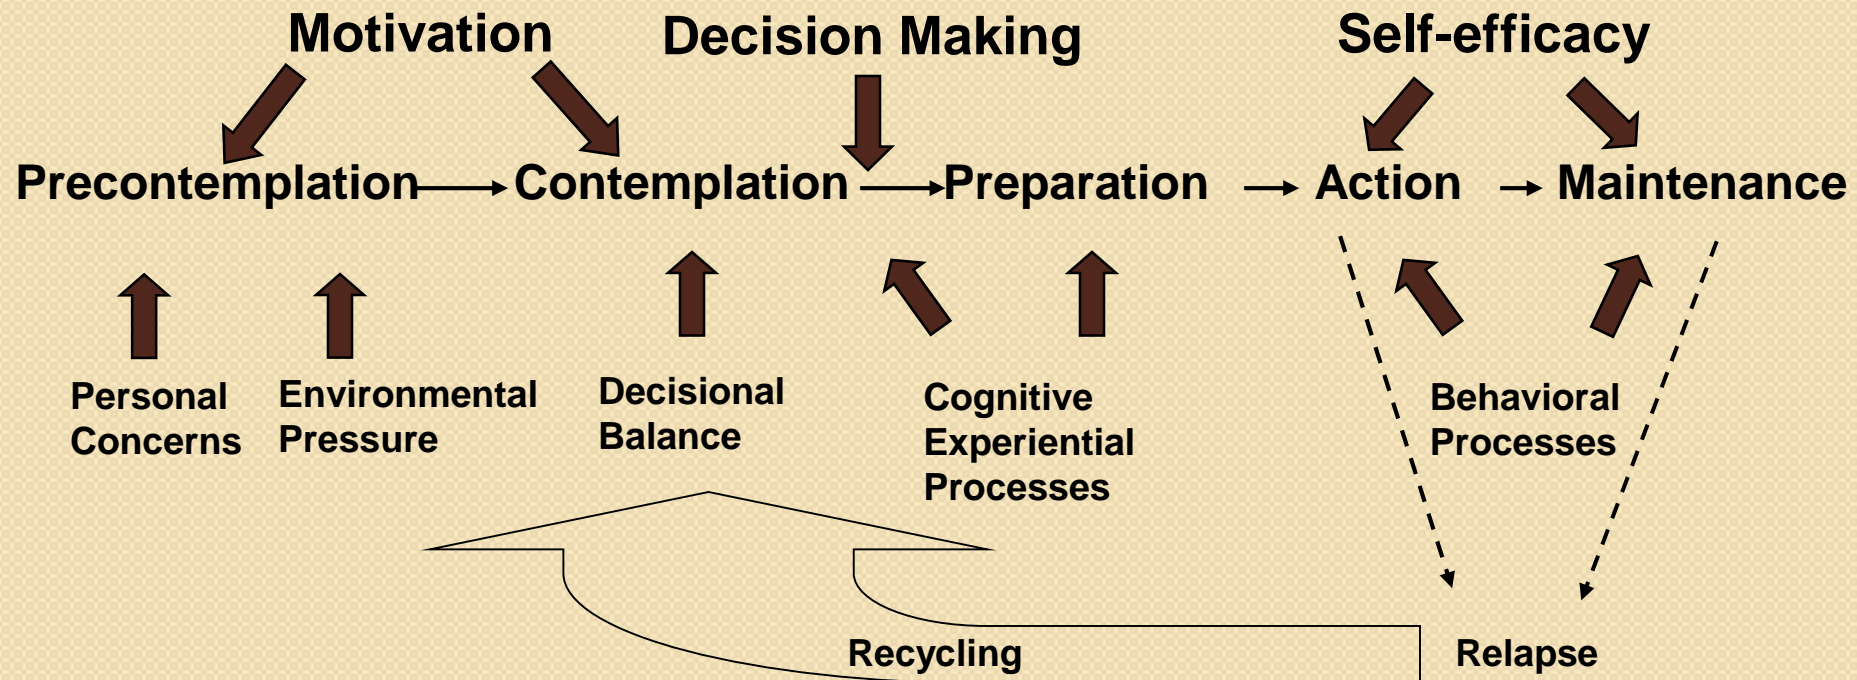 Motivation
Decision Making
Self-efficacy
Precontemplation
Contemplation
Preparation
Action
Maintenance
Personal
Concerns
Environmental
Pressure
Decisional
Balance
Cognitive
Experiential
Processes
Behavioral
Processes
Recycling
Relapse